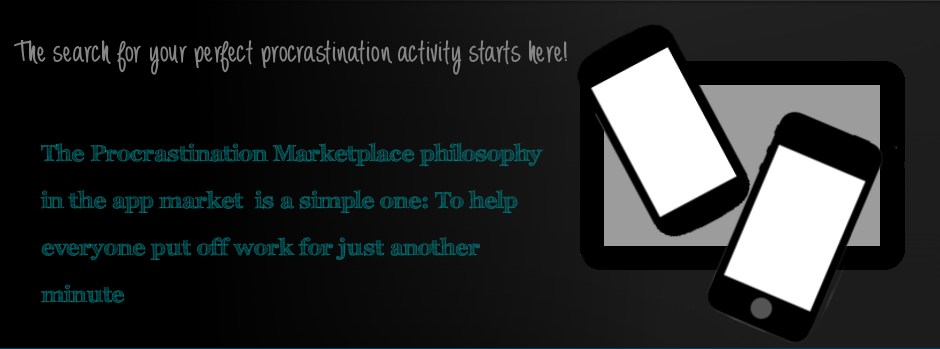 The search for your perfect procrastination activity starts here!
The Procrastination Marketplace philosophy
in the app market is a simple one: To help
everyone put off work for just another
minute